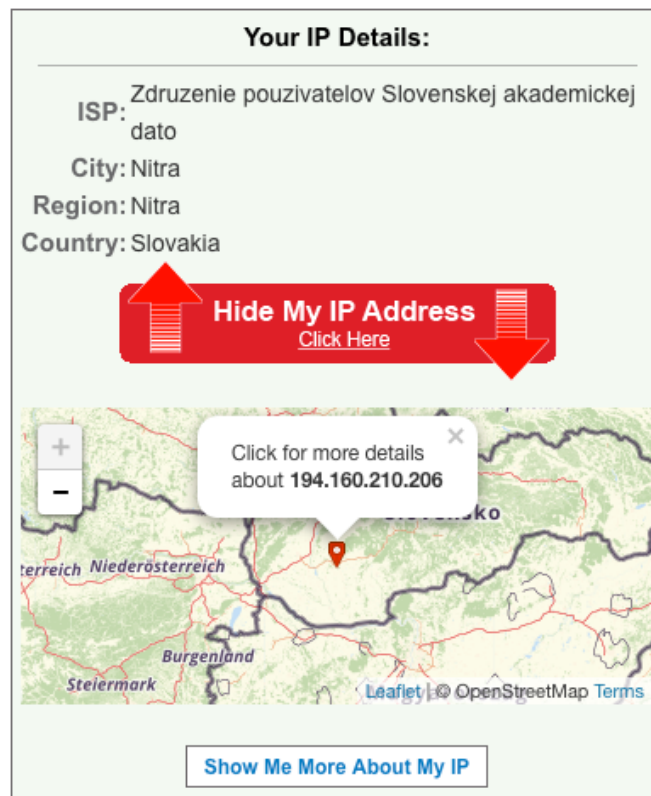 Your IP Details:
ISP: Zdruzenie pouzivatelov Slovenskej akademickej
dato
City: Nitra
Region: Nitra
Country: Slovakia
Hide My IP Address
Click Here
+
−
×
Click for more details
about 194.160.210.206
Niederösterreich
Burgenland
Steiermark
Leaflet | © OpenStreetMap Terms
Show Me More About My IP